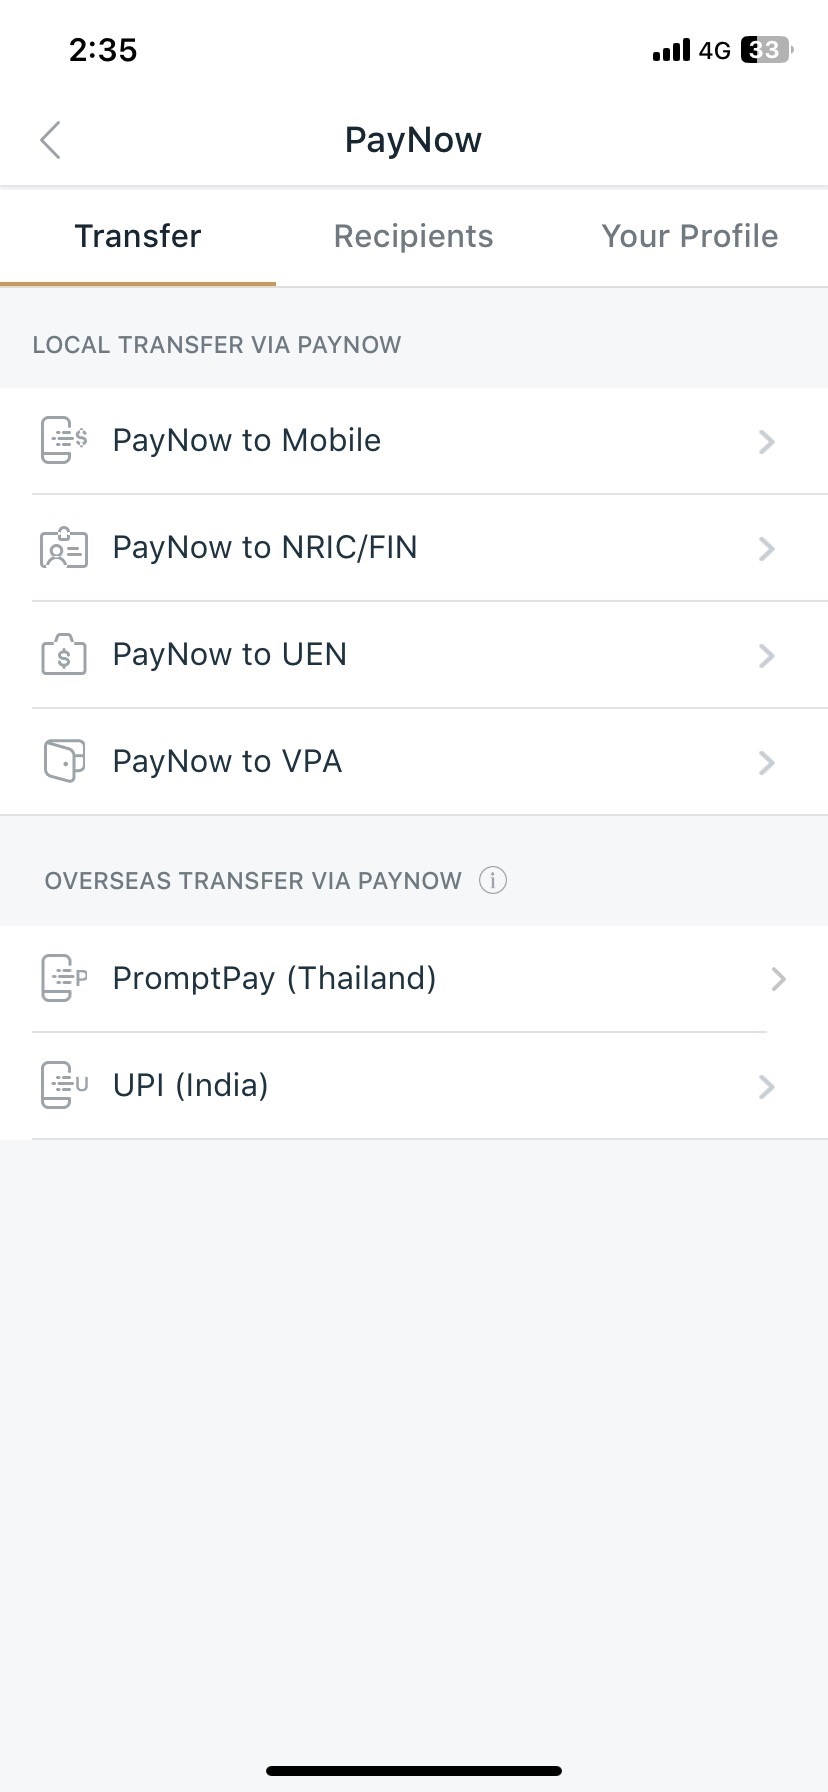 2:35
4G 33
PayNow
Transfer Recipients Your Profile
LOCAL TRANSFER VIA PAYNOW
$ PayNow to Mobile
PayNow to NRIC/FIN
$ PayNow to UEN
PayNow to VPA
OVERSEAS TRANSFER VIA PAYNOW i
P PromptPay (Thailand)
U UPI (India)